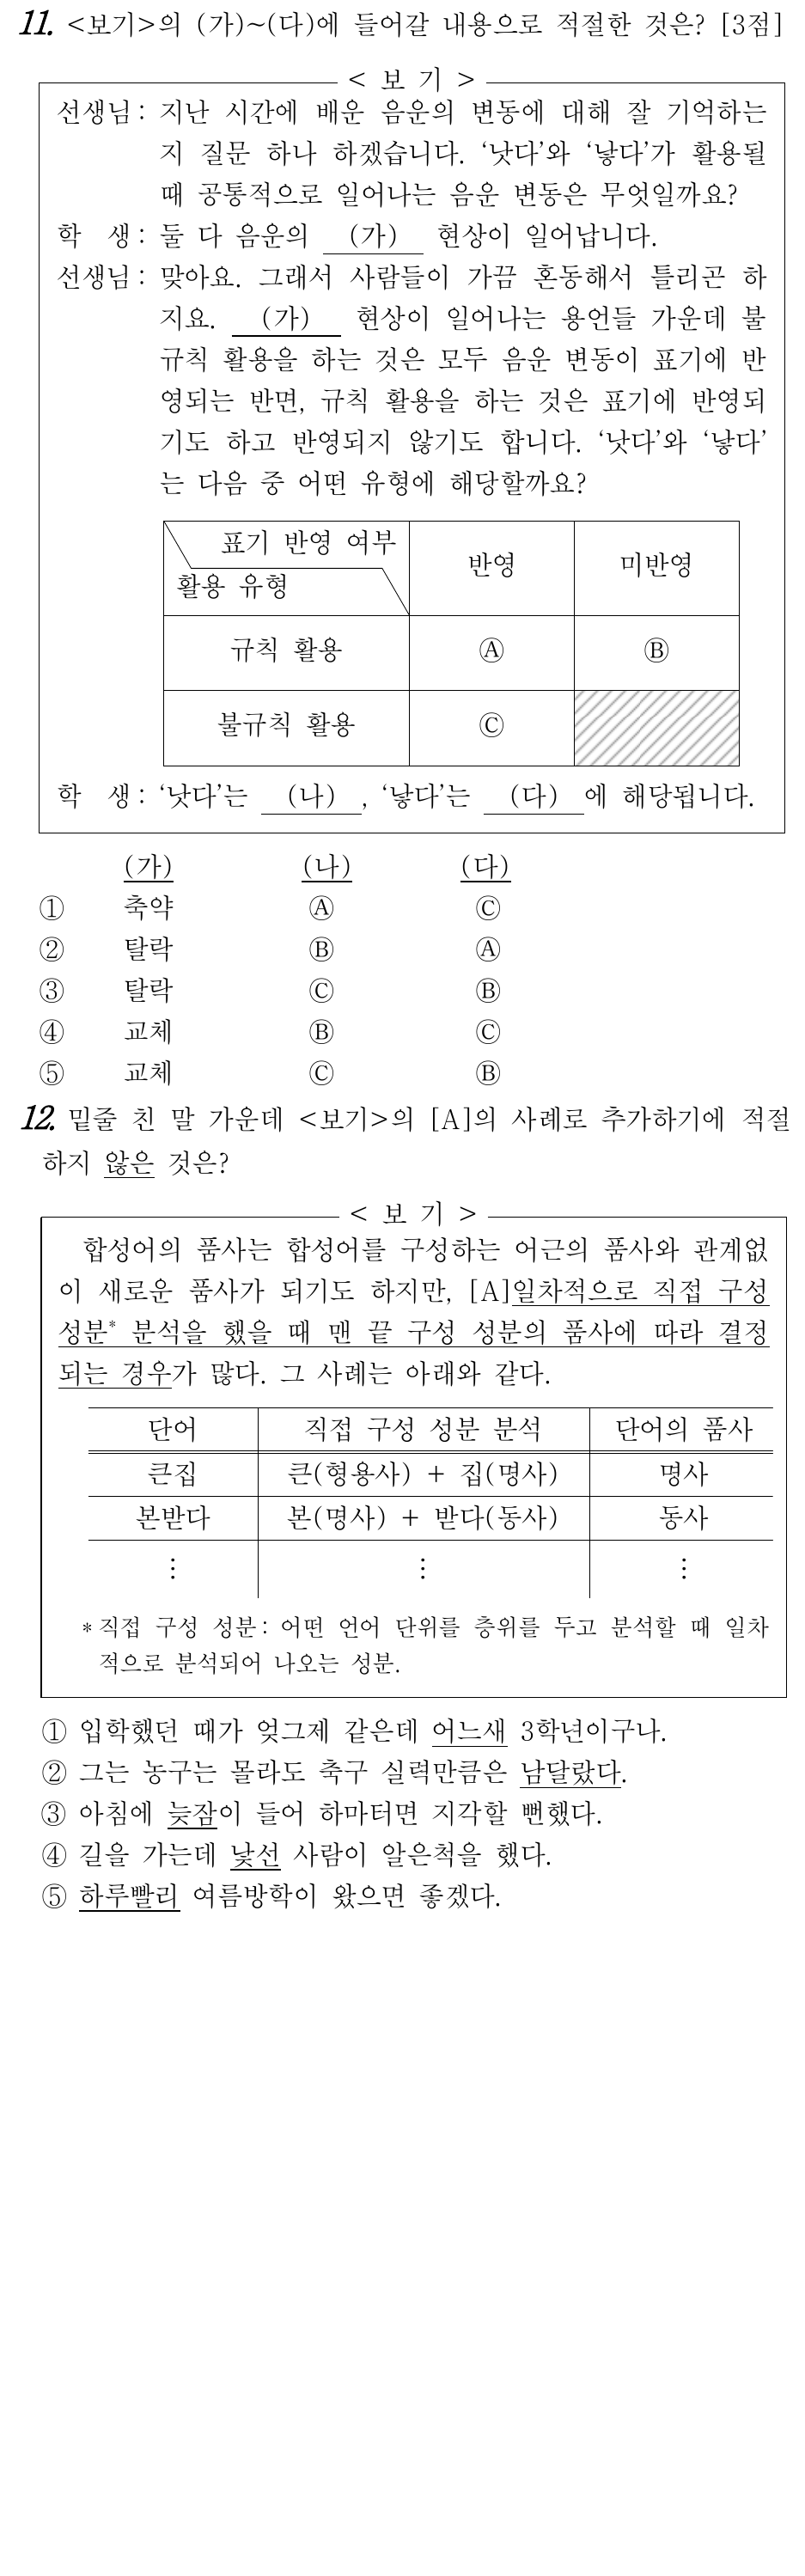 11. <보기>의 (가)~(다)에 들어갈 내용으로 적절한 것은? [3점]
< 보 기 >
선생님: 지난 시간에 배운 음운의 변동에 대해 잘 기억하는
지 질문 하나 하겠습니다. ‘낫다’와 ‘낳다’가 활용될
때 공통적으로 일어나는 음운 변동은 무엇일까요?
학 생: 둘 다 음운의 (가) 현상이 일어납니다.
선생님: 맞아요. 그래서 사람들이 가끔 혼동해서 틀리곤 하
지요. (가) 현상이 일어나는 용언들 가운데 불
규칙 활용을 하는 것은 모두 음운 변동이 표기에 반
영되는 반면, 규칙 활용을 하는 것은 표기에 반영되
기도 하고 반영되지 않기도 합니다. ‘낫다’와 ‘낳다’
는 다음 중 어떤 유형에 해당할까요?
표기 반영 여부
활용 유형 반영 미반영
규칙 활용 Ⓐ Ⓑ
불규칙 활용 Ⓒ
학 생: ‘낫다’는 (나) , ‘낳다’는 (다) 에 해당됩니다.
(가) (나) (다)
① 축약 Ⓐ Ⓒ
② 탈락 Ⓑ Ⓐ
③ 탈락 Ⓒ Ⓑ
④ 교체 Ⓑ Ⓒ
⑤ 교체 Ⓒ Ⓑ
12. 밑줄 친 말 가운데 <보기>의 [A]의 사례로 추가하기에 적절
하지 않은 것은?
< 보 기 >
합성어의 품사는 합성어를 구성하는 어근의 품사와 관계없
이 새로운 품사가 되기도 하지만, [A]일차적으로 직접 구성
성분* 분석을 했을 때 맨 끝 구성 성분의 품사에 따라 결정
되는 경우가 많다. 그 사례는 아래와 같다.
단어 직접 구성 성분 분석 단어의 품사
큰집 큰(형용사) + 집(명사) 명사
본받다 본(명사) + 받다(동사) 동사
⋮ ⋮ ⋮
* 직접 구성 성분: 어떤 언어 단위를 층위를 두고 분석할 때 일차
적으로 분석되어 나오는 성분.
① 입학했던 때가 엊그제 같은데 어느새 3학년이구나.
② 그는 농구는 몰라도 축구 실력만큼은 남달랐다.
③ 아침에 늦잠이 들어 하마터면 지각할 뻔했다.
④ 길을 가는데 낯선 사람이 알은척을 했다.
⑤ 하루빨리 여름방학이 왔으면 좋겠다.